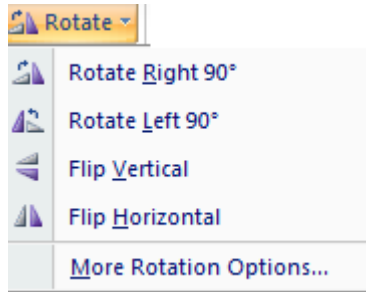 Rotate
Rotate Right 90°
Rotate Left 90°
Flip Vertical
Flip Horizontal
More Rotation Options...